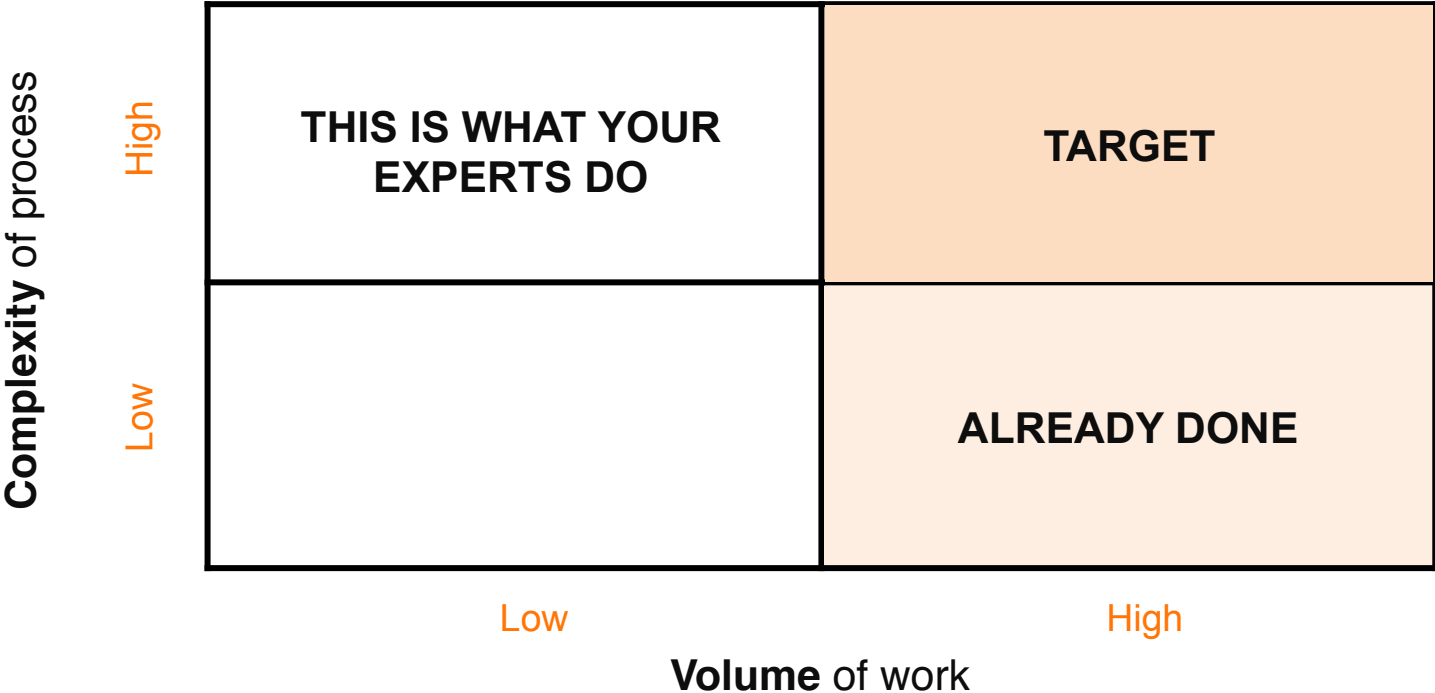 Complexity of process
High
THIS IS WHAT YOUR
EXPERTS DO
TARGET
Low
ALREADY DONE
Low
High
Volume of work